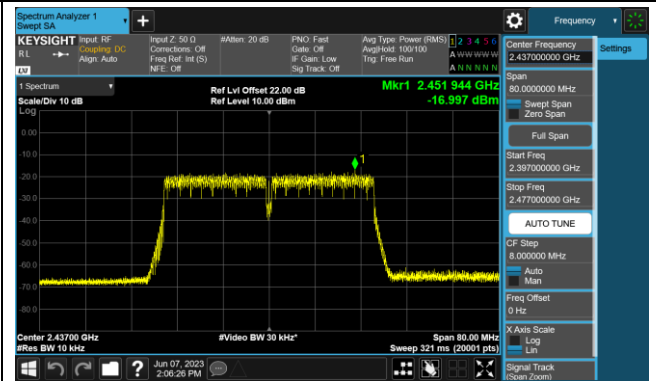 Spectrum Analyzer 1
Swept SA
Frequency
KEYSIGHT
RL
LXI
Input: RF
Coupling: DC
Align: Auto
Input Z: 50 Ω
Corrections: Off
Freq Ref: Int (S)
NFE: Off
#Atten: 20 dB
PNO: Fast
Gate: Off
IF Gain: Low
Sig Track: Off
Avg Type: Power (RMS)
Avg|Hold: 100/100
Trig: Free Run
1 2 3 4 5 6
A W W W W W
A N N N N N
1 Spectrum
Scale/Div 10 dB
Log
Ref Lvl Offset 22.00 dB
Ref Level 10.00 dBm
Mkr1 2.451 944 GHz
-16.997 dBm
1
0.00
-10.0
-20.0
-30.0
-40.0
-50.0
-60.0
-70.0
-80.0
Center 2.43700 GHz
#Res BW 10 kHz
#Video BW 30 kHz*
Span 80.00 MHz
Sweep 321 ms (20001 pts)
Jun 07, 2023
2:06:26 PM
Center Frequency
2.437000000 GHz
Span
80.0000000 MHz
Swept Span
Zero Span
Full Span
Start Freq
2.397000000 GHz
Stop Freq
2.477000000 GHz
AUTO TUNE
CF Step
8.000000 MHz
Auto
Man
Freq Offset
0 Hz
X Axis Scale
Log
Lin
Signal Track
(Span Zoom)
Settings